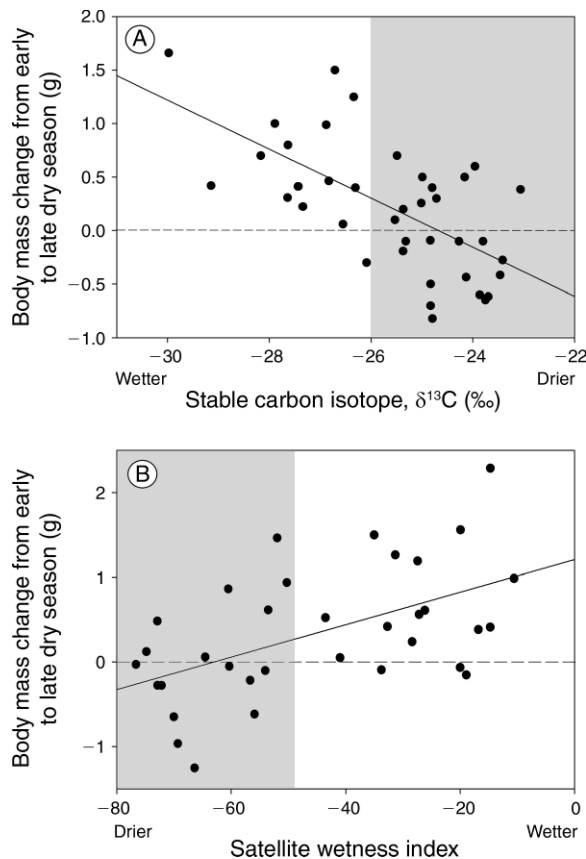 A
Body mass change from early
to late dry season (g)
2.0
1.5
1.0
0.5
0.0
−0.5
−1.0
−30
−28
−26
−24
−22
Wetter
Drier
Stable carbon isotope, δ¹³C (‰)
B
Body mass change from early
to late dry season (g)
2
1
0
−1
−80
−60
−40
−20
0
Drier
Wetter
Satellite wetness index